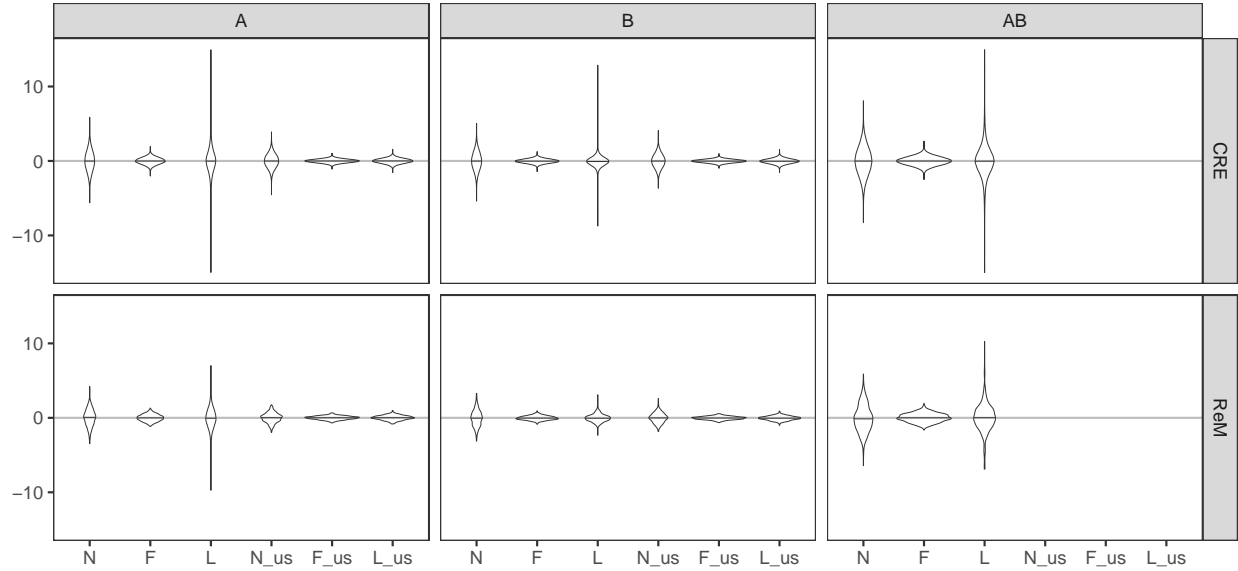 A B AB
10
0
−10
CRE
10
0
−10
ReM
N F L N_us F_us L_us N F L N_us F_us L_us N F L N_us F_us L_us